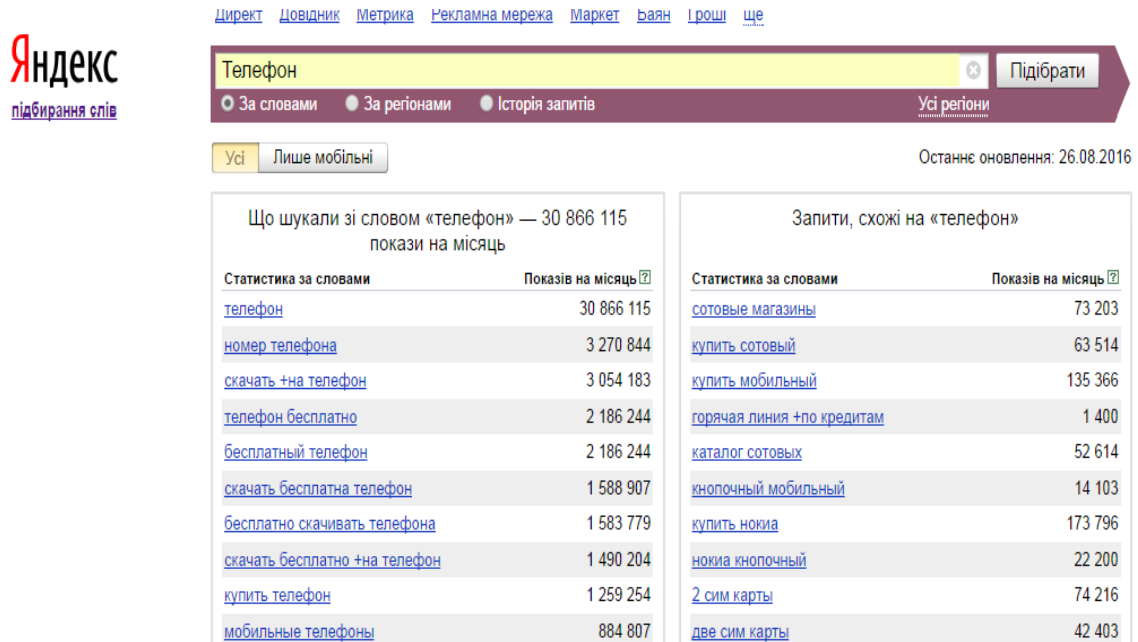 Директ Довідник Метрика Рекламна мережа Маркет Баян Гроші ще
Яндекс
підбирання слів
Телефон
Підібрати
За словами За регіонами Історія запитів Усі регіони
Усі Лише мобільні
Останнє оновлення: 26.08.2016
Що шукали зі словом «телефон» — 30 866 115
покази на місяць
Статистика за словами Показів на місяць ?
телефон 30 866 115
номер телефона 3 270 844
скачать +на телефон 3 054 183
телефон бесплатно 2 186 244
бесплатный телефон 2 186 244
скачать бесплатна телефон 1 588 907
бесплатно скачивать телефона 1 583 779
скачать бесплатно +на телефон 1 490 204
купить телефон 1 259 254
мобильные телефоны 884 807
Запити, схожі на «телефон»
Статистика за словами Показів на місяць ?
сотовые магазины 73 203
купить сотовый 63 514
купить мобильный 135 366
горячая линия +по кредитам 1 400
каталог сотовых 52 614
кнопочный мобильный 14 103
купить нокиа 173 796
нокиа кнопочный 22 200
2 сим карты 74 216
две сим карты 42 403